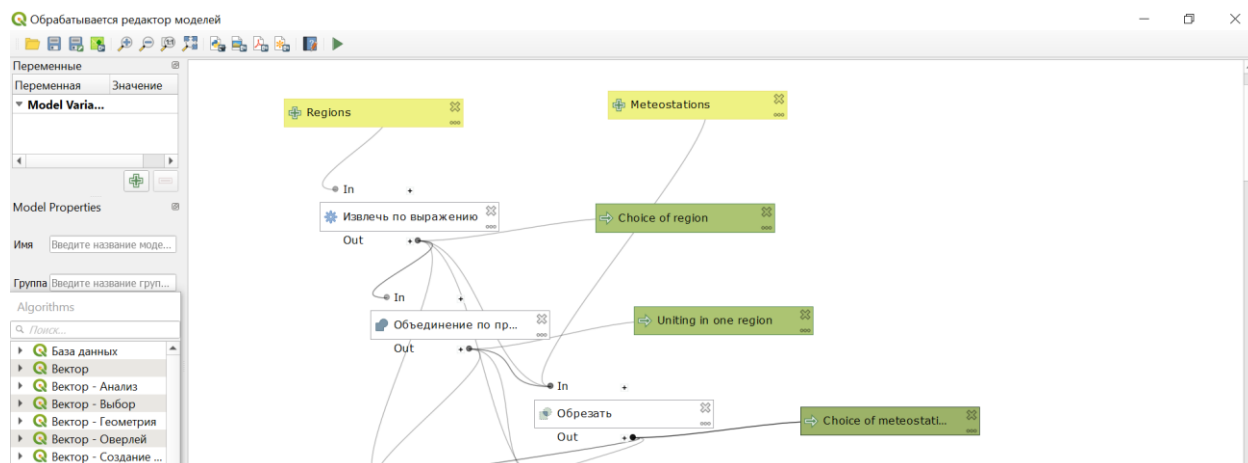 Обрабатывается редактор моделей
Переменные
Переменная Значение
Model Varia...
Model Properties
Имя Введите название моде...
Группа Введите название груп...
Algorithms
Поиск...
База данных
Вектор
Вектор - Анализ
Вектор - Выбор
Вектор - Геометрия
Вектор - Оверлей
Вектор - Создание ...
Regions
Meteostations
In
Извлечь по выражению
Out
Choice of region
In
Объединение по пр...
Out
Uniting in one region
In
Обрезать
Out
Choice of meteostati...